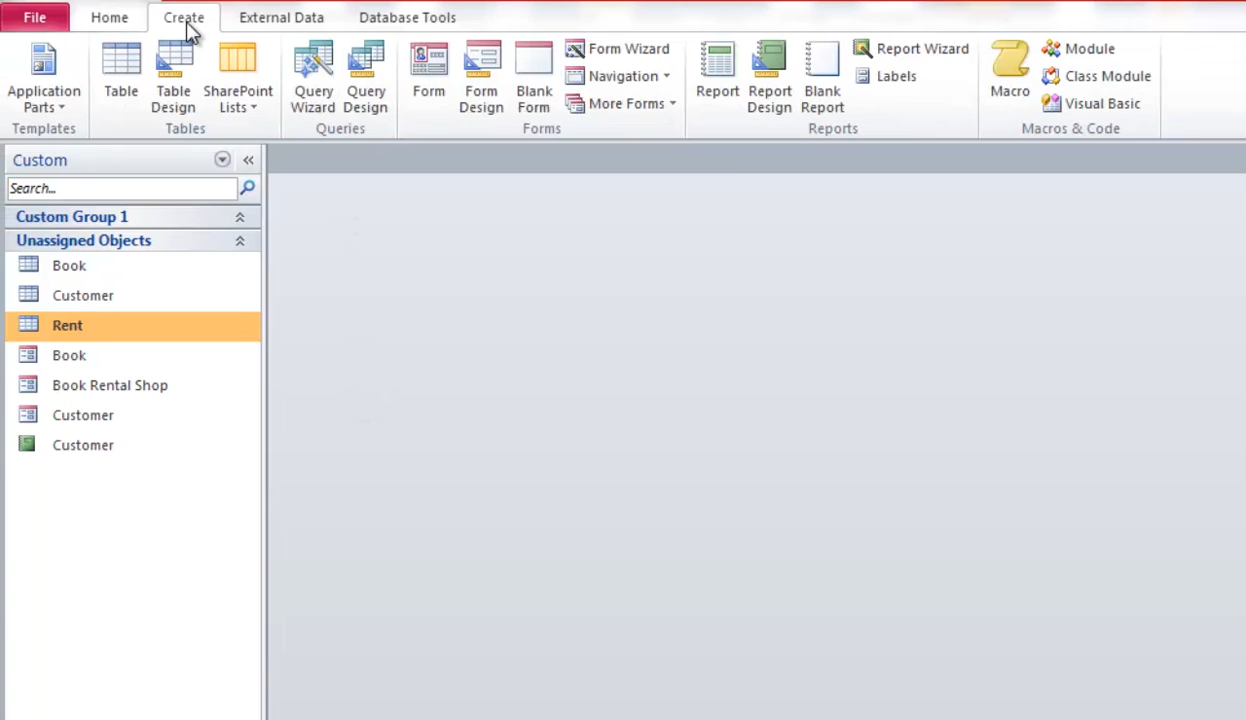 File Home Create External Data Database Tools
Application Parts
Table
Table Design
SharePoint Lists
Query Wizard
Query Design
Form
Form Design
Blank Form
Form Wizard
Navigation
More Forms
Report
Report Design
Blank Report
Report Wizard
Labels
Macro
Module
Class Module
Visual Basic
Templates Tables Queries Forms Reports Macros & Code
Custom
Search...
Custom Group 1
Unassigned Objects
Book
Customer
Rent
Book
Book Rental Shop
Customer
Customer